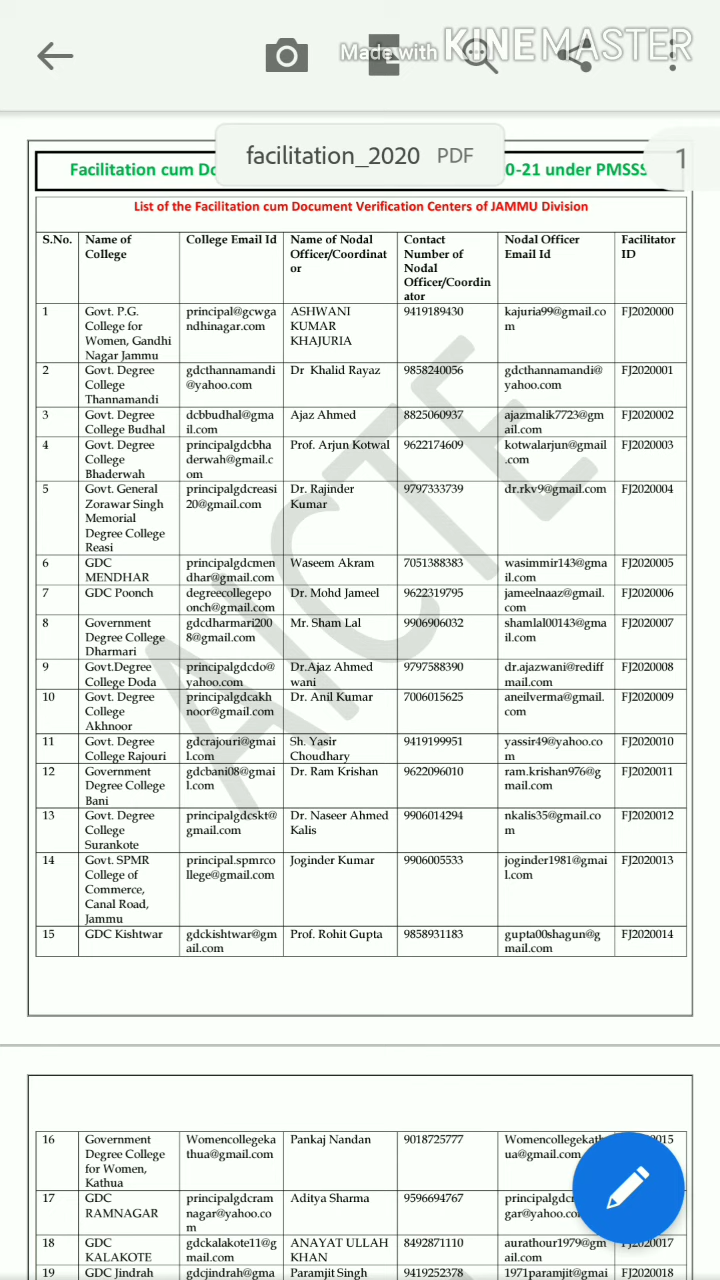 Made with KINEMASTER
facilitation_2020 PDF
1
Facilitation cum
0-21 under PMSSS
List of the Facilitation cum Document Verification Centers of JAMMU Division
S.No. Name of College College Email Id Name of Nodal Officer/Coordinator Contact Number of Nodal Officer/Coordinator Nodal Officer Email Id Facilitator ID
1 Govt. P.G. College for Women, Gandhi Nagar Jammu principal@gcwgandhinagar.com ASHWANI KUMAR KHAJURIA 9419189430 kajuria99@gmail.com FJ2020000
2 Govt. Degree College Thannamandi gdcthannamandi@yahoo.com Dr Khalid Rayaz 9858240056 gdcthannamandi@yahoo.com FJ2020001
3 Govt. Degree College Budhal dcbbudhal@gmail.com Ajaz Ahmed 8825060937 ajazmalik7723@gmail.com FJ2020002
4 Govt. Degree College Bhaderwah principalgdcbhaderwah@gmail.com Prof. Arjun Kotwal 9622174609 kotwalarjun@gmail.com FJ2020003
5 Govt. General Zorawar Singh Memorial Degree College Reasi principalgdcreasi20@gmail.com Dr. Rajinder Kumar 9797333739 dr.rkv9@gmail.com FJ2020004
6 GDC MENDHAR principalgdcmendhar@gmail.com Waseem Akram 7051388383 wasimmir143@gmail.com FJ2020005
7 GDC Poonch degreecollegepoonch@gmail.com Dr. Mohd Jameel 9622319795 jameelnaaz@gmail.com FJ2020006
8 Government Degree College Dharmari gdcdharmari2008@gmail.com Mr. Sham Lal 9906906032 shamlal00143@gmail.com FJ2020007
9 Govt.Degree College Doda principalgdcdo@yahoo.com Dr.Ajaz Ahmed wani 9797588390 dr.ajazwani@rediffmail.com FJ2020008
10 Govt. Degree College Akhnoor principalgdcakhnoor@gmail.com Dr. Anil Kumar 7006015625 aneilverma@gmail.com FJ2020009
11 Govt. Degree College Rajouri gdcrajouri@gmail.com Sh. Yasir Choudhary 9419199951 yassir49@yahoo.com FJ2020010
12 Government Degree College Bani gdcbani08@gmail.com Dr. Ram Krishan 9622096010 ram.krishan976@gmail.com FJ2020011
13 Govt. Degree College Surankote principalgdcskt@gmail.com Dr. Naseer Ahmed Kalis 9906014294 nkalis35@gmail.com FJ2020012
14 Govt. SPMR College of Commerce, Canal Road, Jammu principal.spmrcollege@gmail.com Joginder Kumar 9906005533 joginder1981@gmail.com FJ2020013
15 GDC Kishtwar gdckishtwar@gmail.com Prof. Rohit Gupta 9858931183 gupta00shagun@gmail.com FJ2020014
16 Government Degree College for Women, Kathua Womencollegekathua@gmail.com Pankaj Nandan 9018725777 Womencollegekathua@gmail.com
17 GDC RAMNAGAR principalgdcramnagar@yahoo.com Aditya Sharma 9596694767
18 GDC KALAKOTE gdckalakote11@gmail.com ANAYAT ULLAH KHAN 8492871110 aurathour1979@gmail.com FJ2020017
19 GDC Jindrah gdcjindrah@gma Paramjit Singh 9419252378 1971paramjit@gmai FJ2020018
AICTE